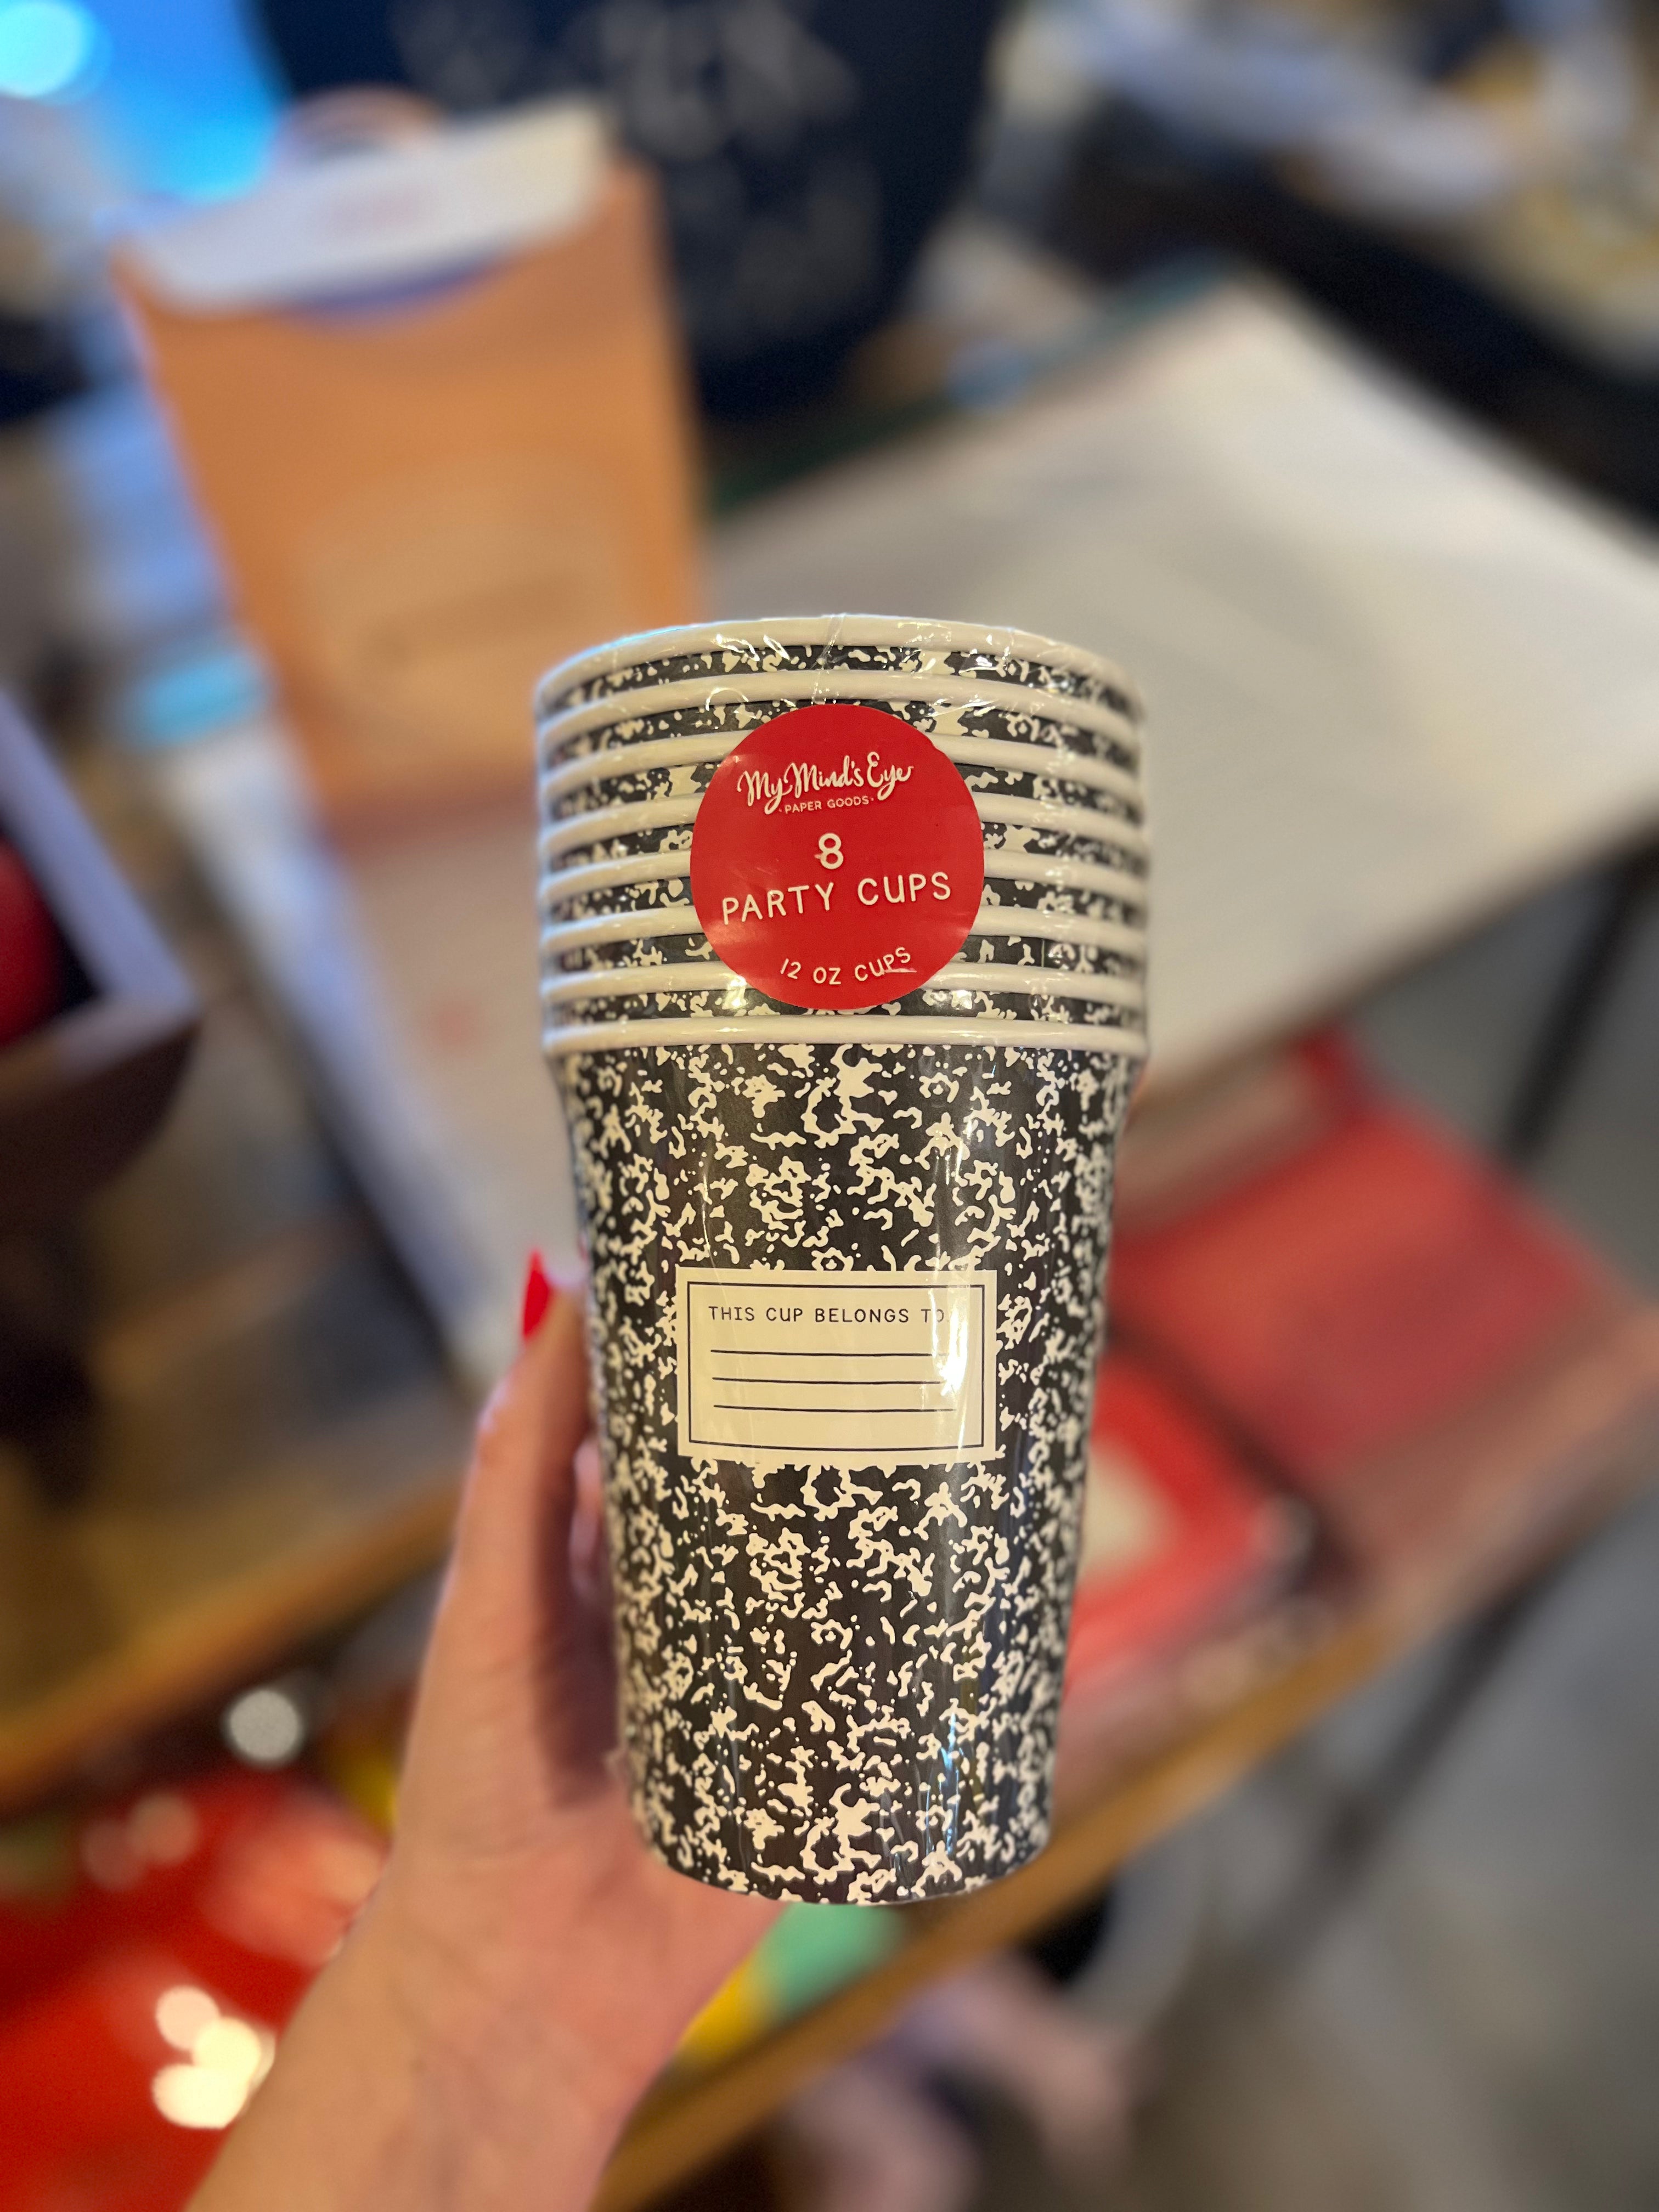 My Mind's Eye
·PAPER GOODS·
8
PARTY CUPS
12 OZ CUPS
THIS CUP BELONGS TO: